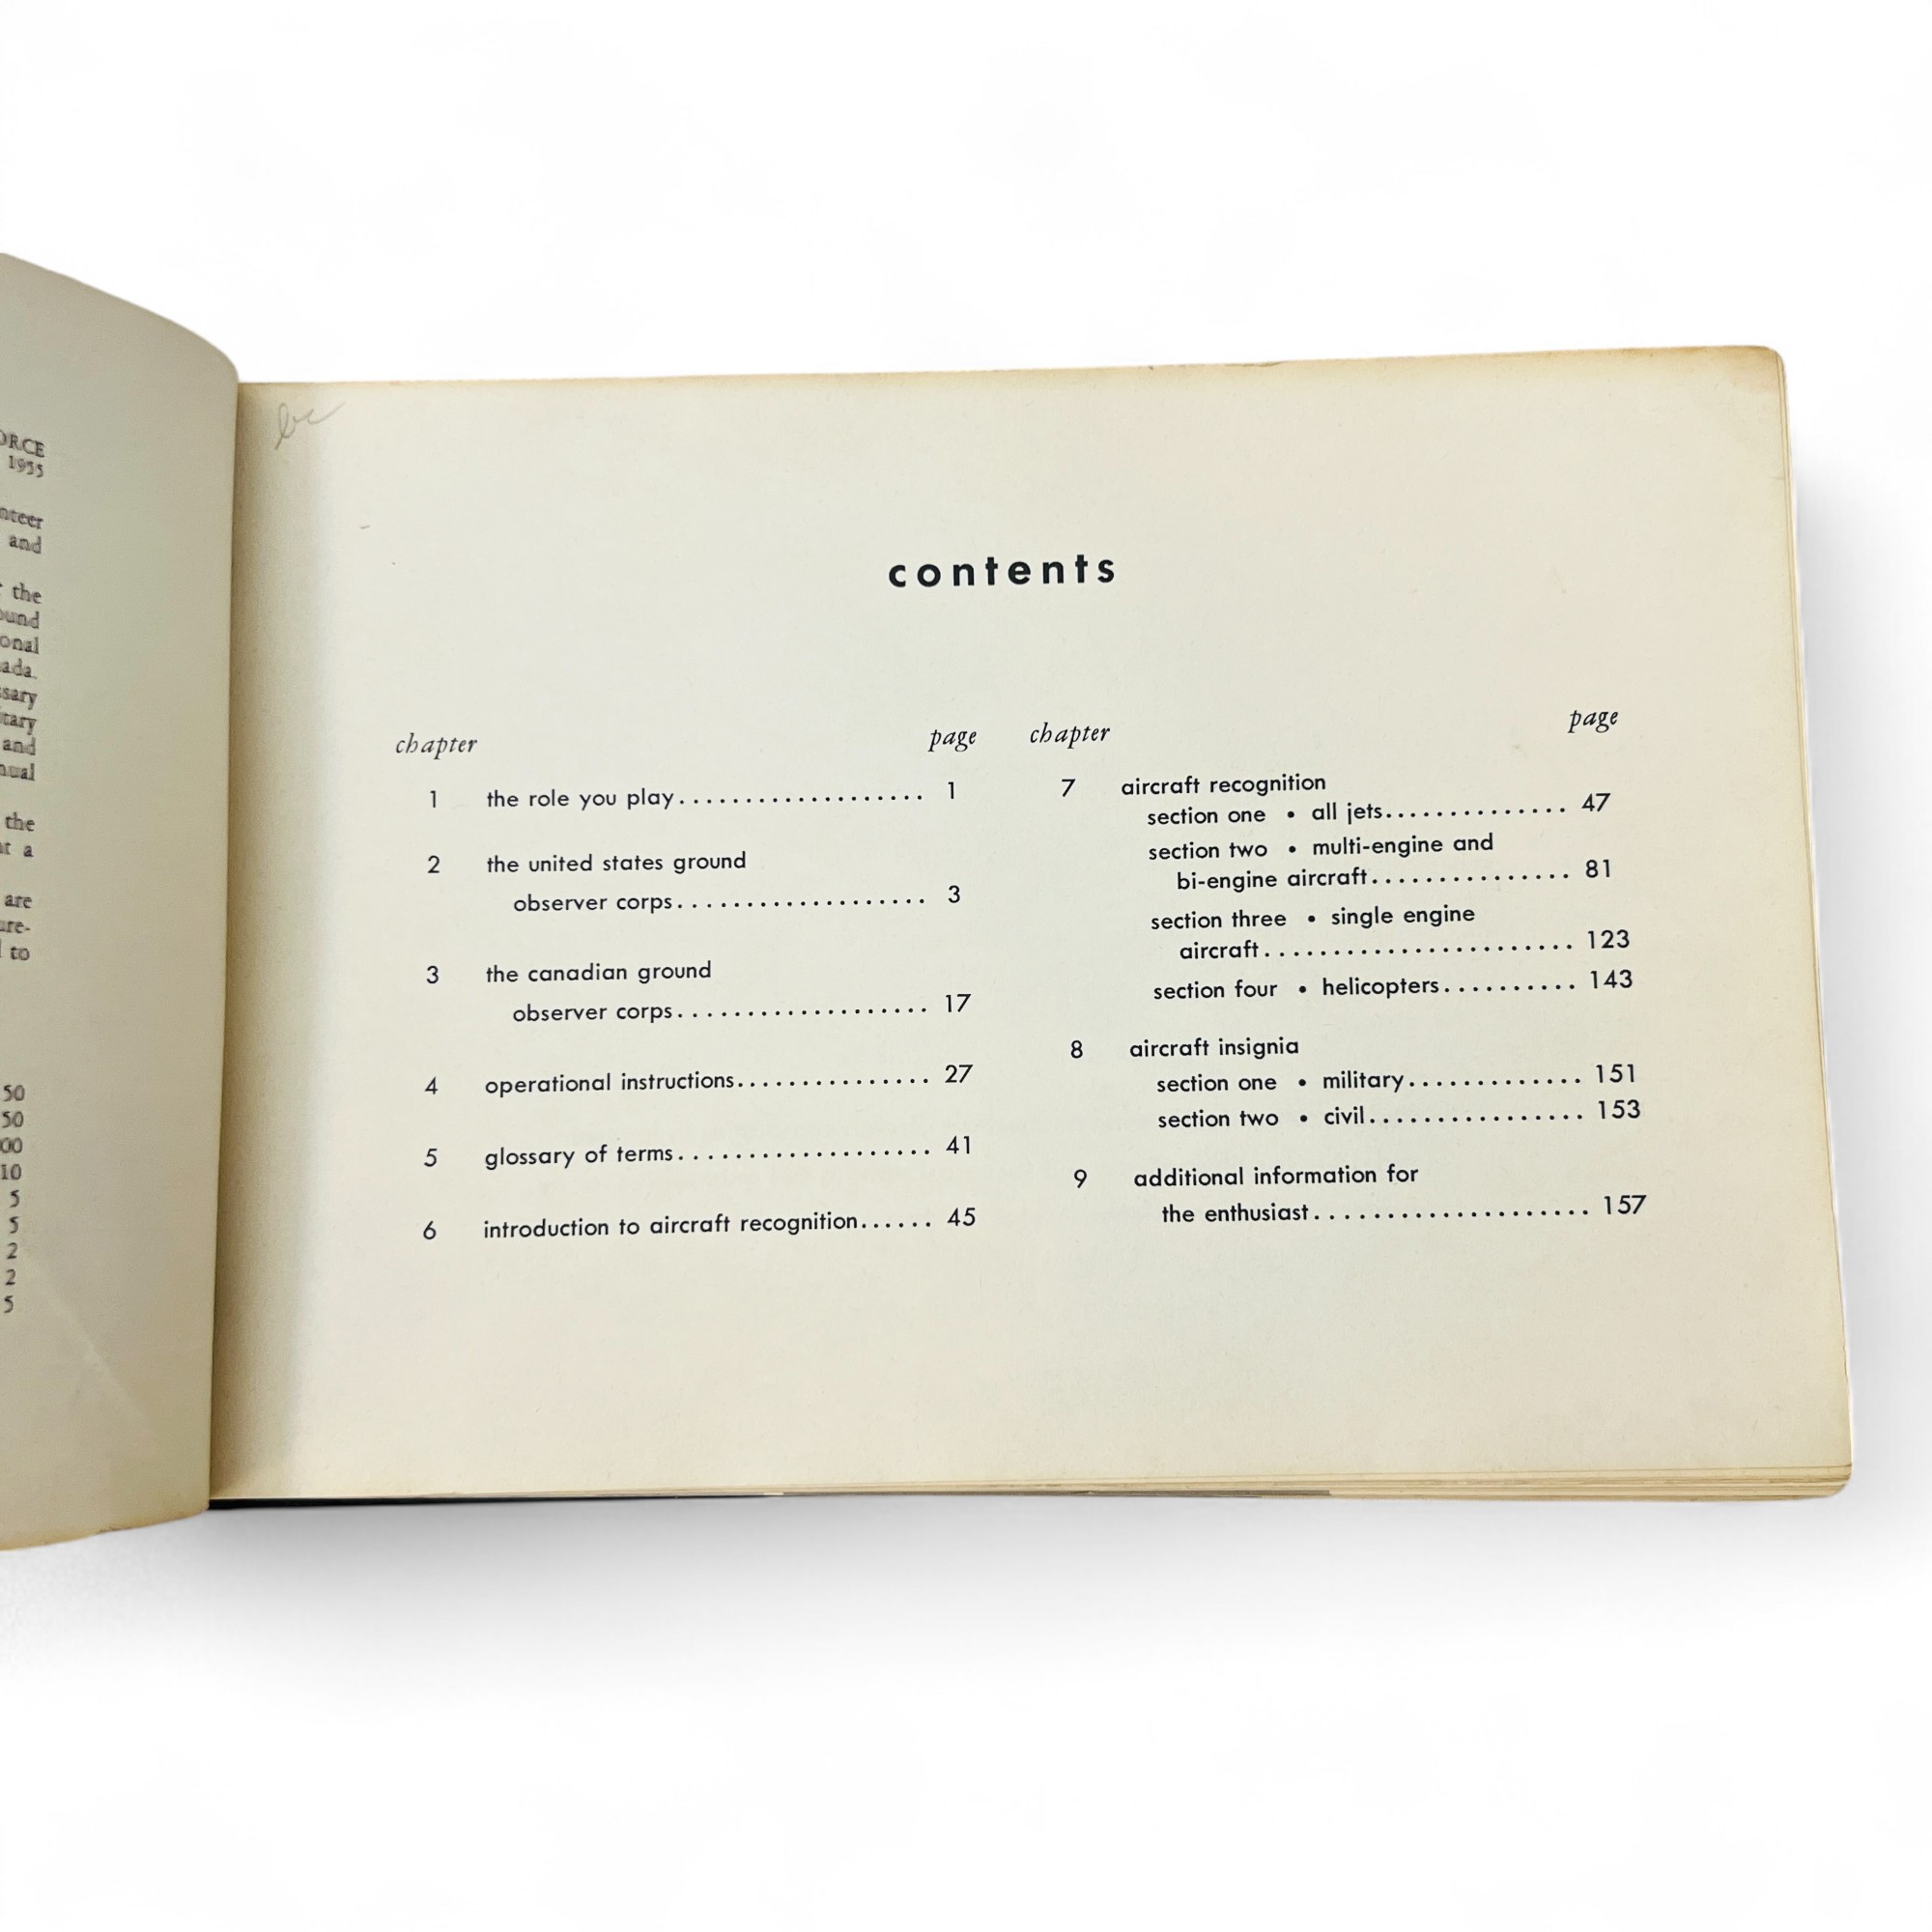 ORCE
1955
nteer
and
the
ound
onal
ada.
ssary
itary
and
nual
the
at a
are
ure-
to
50
50
00
10
5
5
2
2
5
contents
chapter page
1 the role you play................... 1
2 the united states ground
observer corps................... 3
3 the canadian ground
observer corps................... 17
4 operational instructions............... 27
5 glossary of terms................... 41
6 introduction to aircraft recognition...... 45
chapter page
7 aircraft recognition
section one • all jets.............. 47
section two • multi-engine and
bi-engine aircraft............... 81
section three • single engine
aircraft....................... 123
section four • helicopters.......... 143
8 aircraft insignia
section one • military............. 151
section two • civil................ 153
9 additional information for
the enthusiast..................... 157